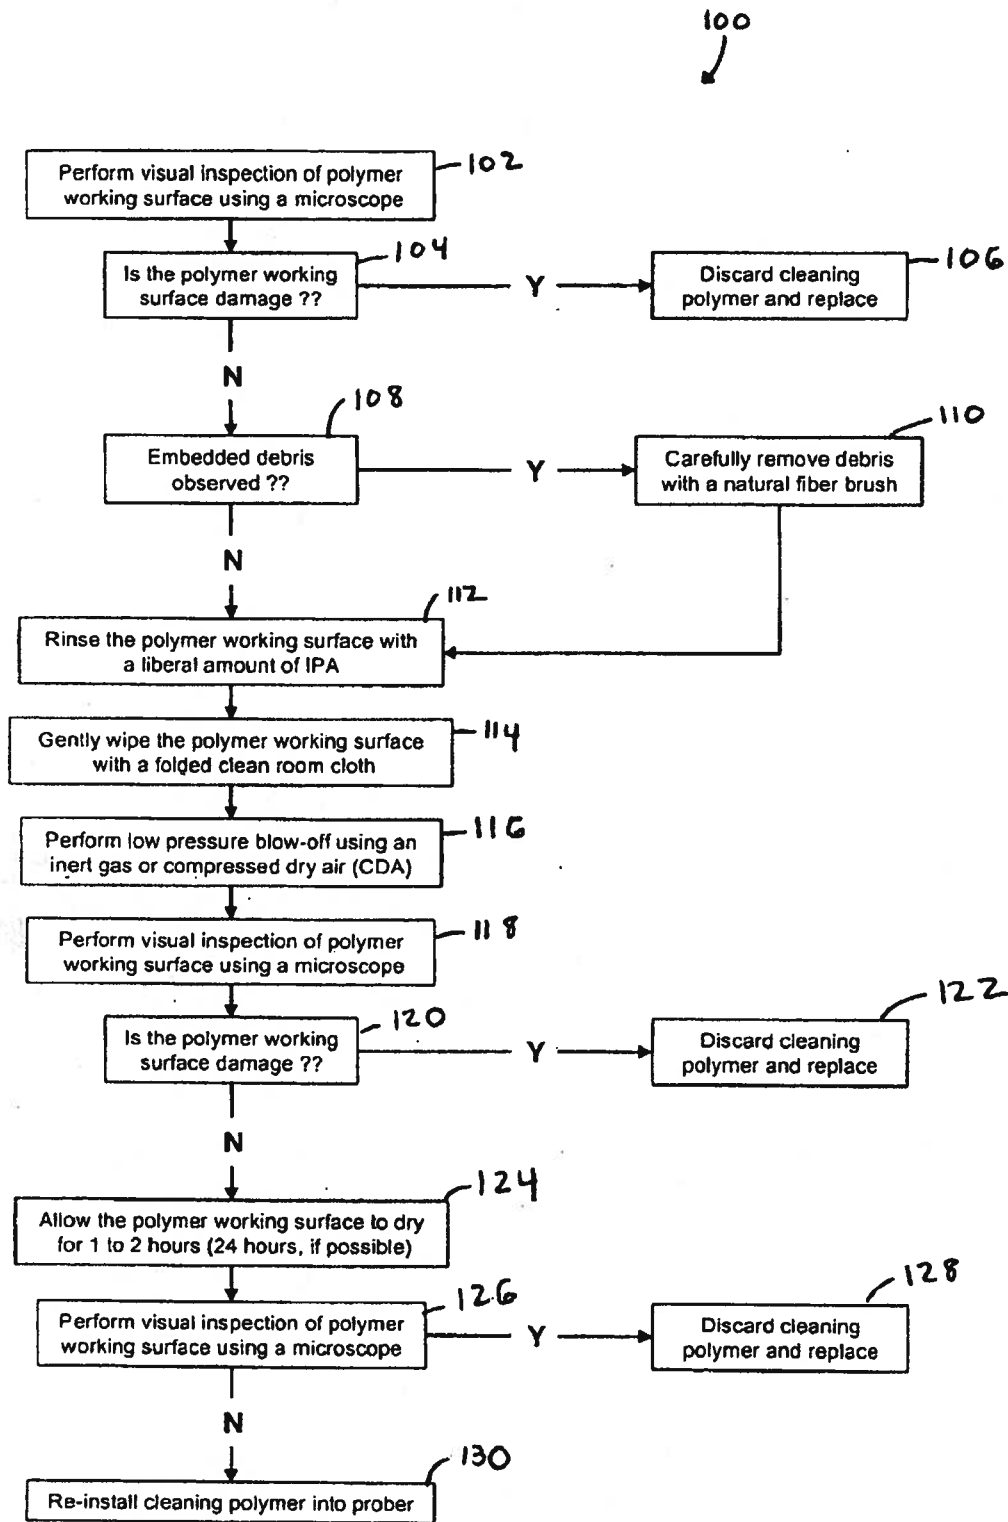 100
102
Perform visual inspection of polymer
working surface using a microscope
104
106
Is the polymer working
surface damage ??
Y
Discard cleaning
polymer and replace
N
108
110
Embedded debris
observed ??
Y
Carefully remove debris
with a natural fiber brush
N
112
Rinse the polymer working surface with
a liberal amount of IPA
114
Gently wipe the polymer working surface
with a folded clean room cloth
116
Perform low pressure blow-off using an
inert gas or compressed dry air (CDA)
118
Perform visual inspection of polymer
working surface using a microscope
120
122
Is the polymer working
surface damage ??
Y
Discard cleaning
polymer and replace
N
124
Allow the polymer working surface to dry
for 1 to 2 hours (24 hours, if possible)
126
128
Perform visual inspection of polymer
working surface using a microscope
Y
Discard cleaning
polymer and replace
N
130
Re-install cleaning polymer into prober